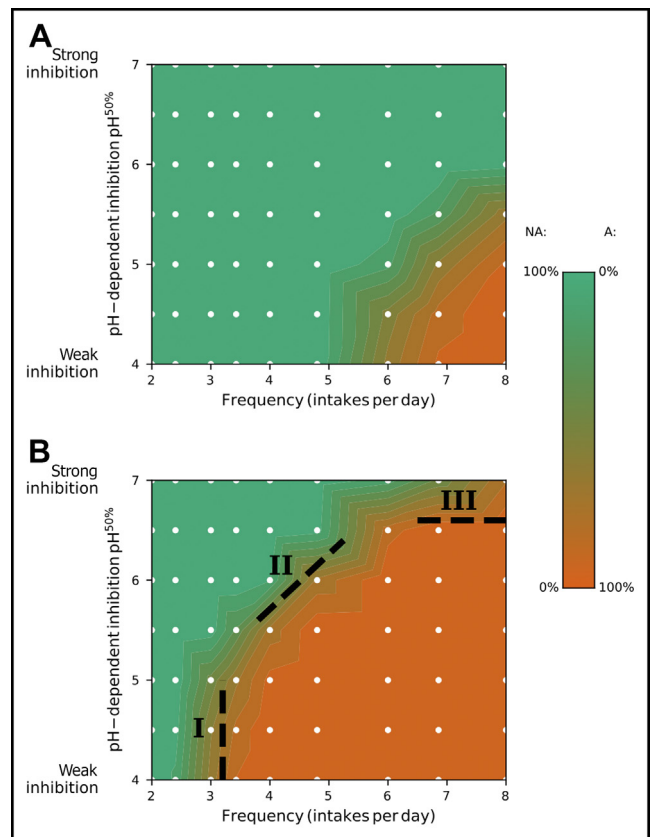 A
Strong
inhibition
pH−dependent inhibition pH50%
7
6
5
4
Weak
inhibition
2 3 4 5 6 7 8
Frequency (intakes per day)
NA: A:
100% 0%
0% 100%
B
Strong
inhibition
pH−dependent inhibition pH50%
7
6
5
4
Weak
inhibition
I
II
III
2 3 4 5 6 7 8
Frequency (intakes per day)